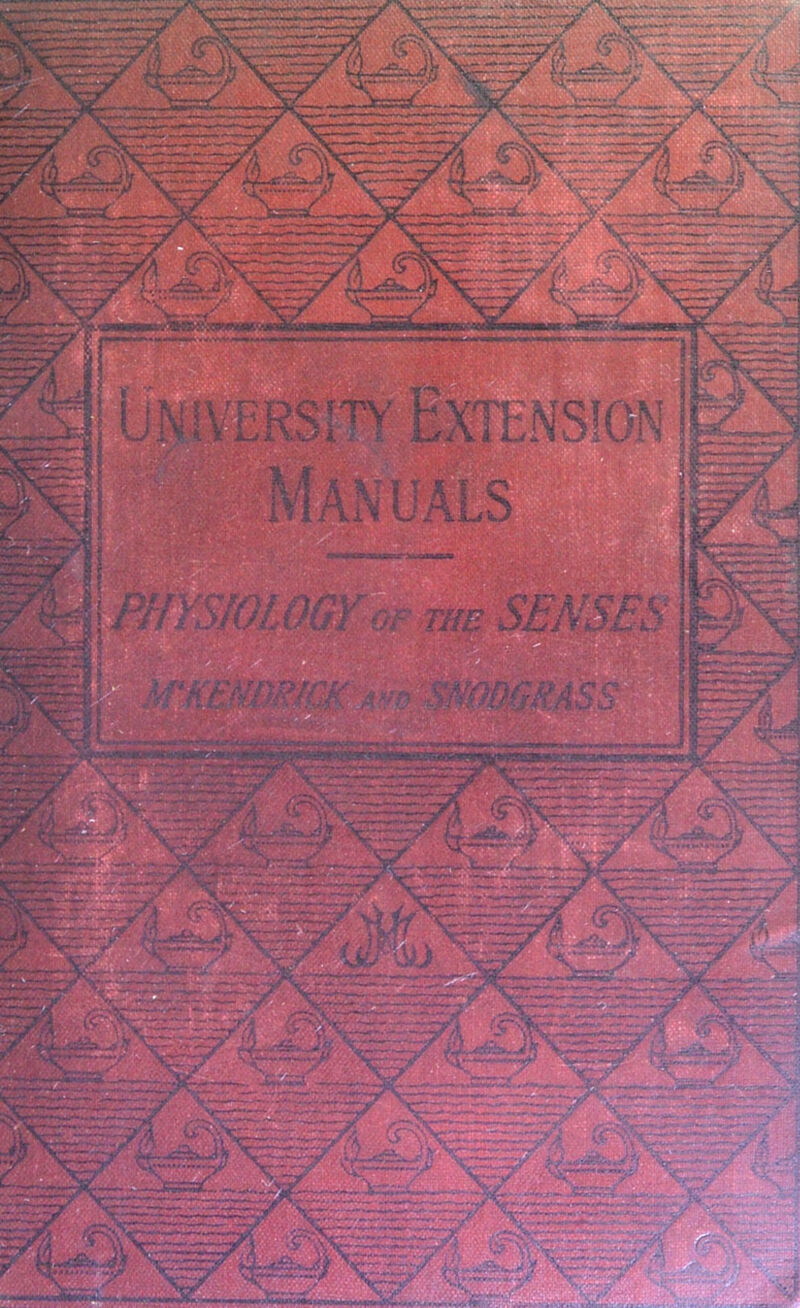 UNIVERSITY EXTENSION
MANUALS
PHYSIOLOGY OF THE SENSES
M‘KENDRICK AND SNODGRASS